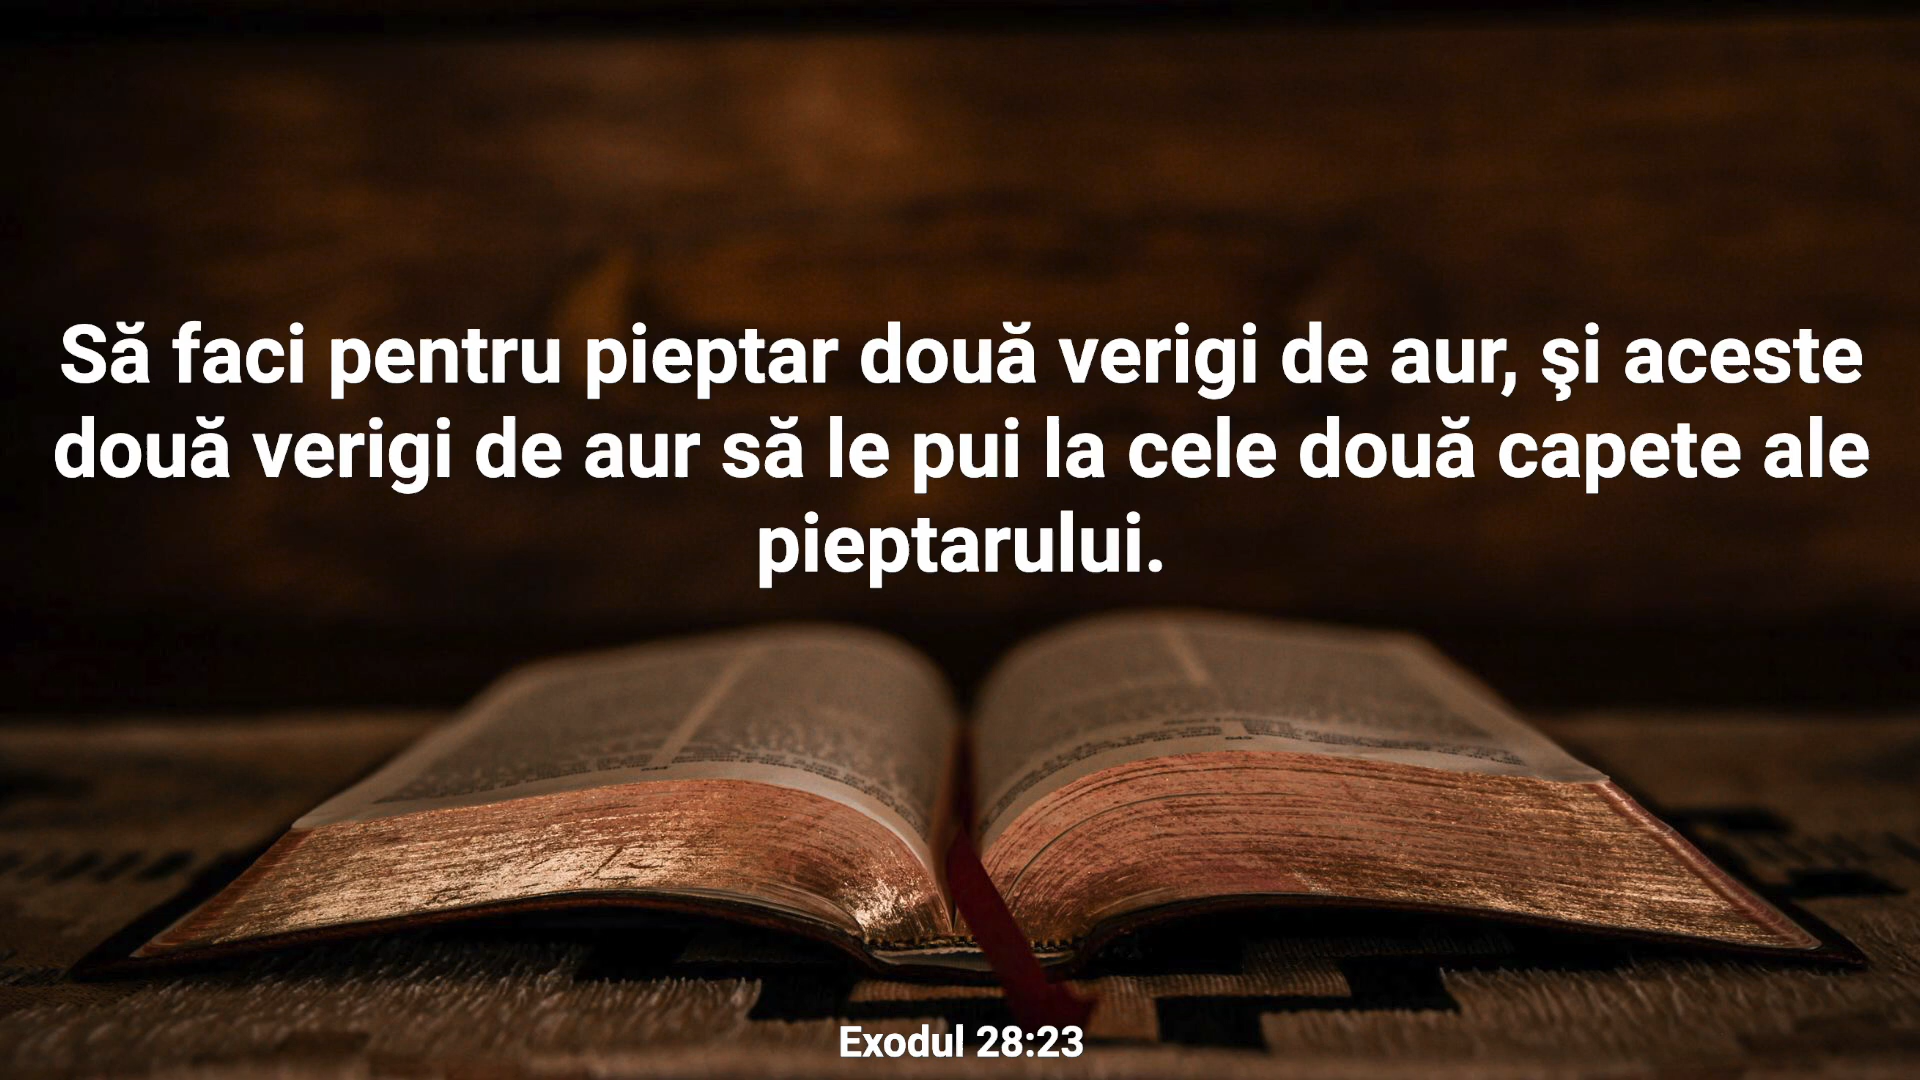 Să faci pentru pieptar două verigi de aur, şi aceste
două verigi de aur să le pui la cele două capete ale
pieptarului.
Exodul 28:23